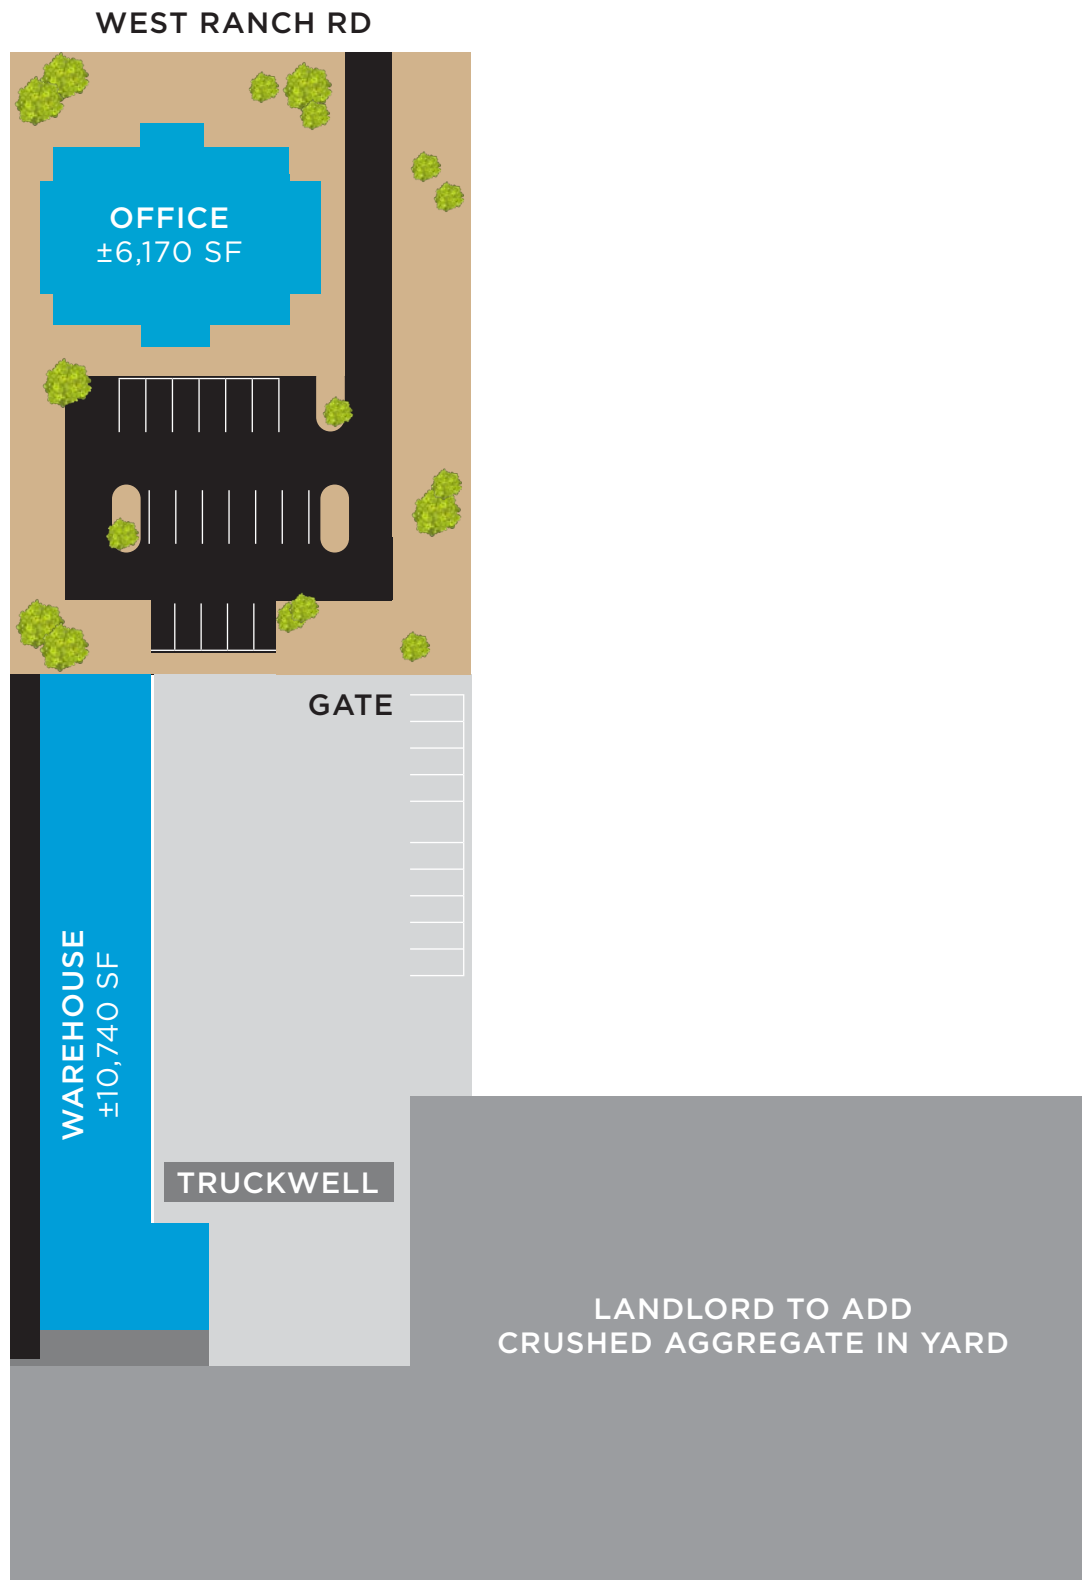 WEST RANCH RD
OFFICE
±6,170 SF
GATE
WAREHOUSE
±10,740 SF
TRUCKWELL
LANDLORD TO ADD
CRUSHED AGGREGATE IN YARD